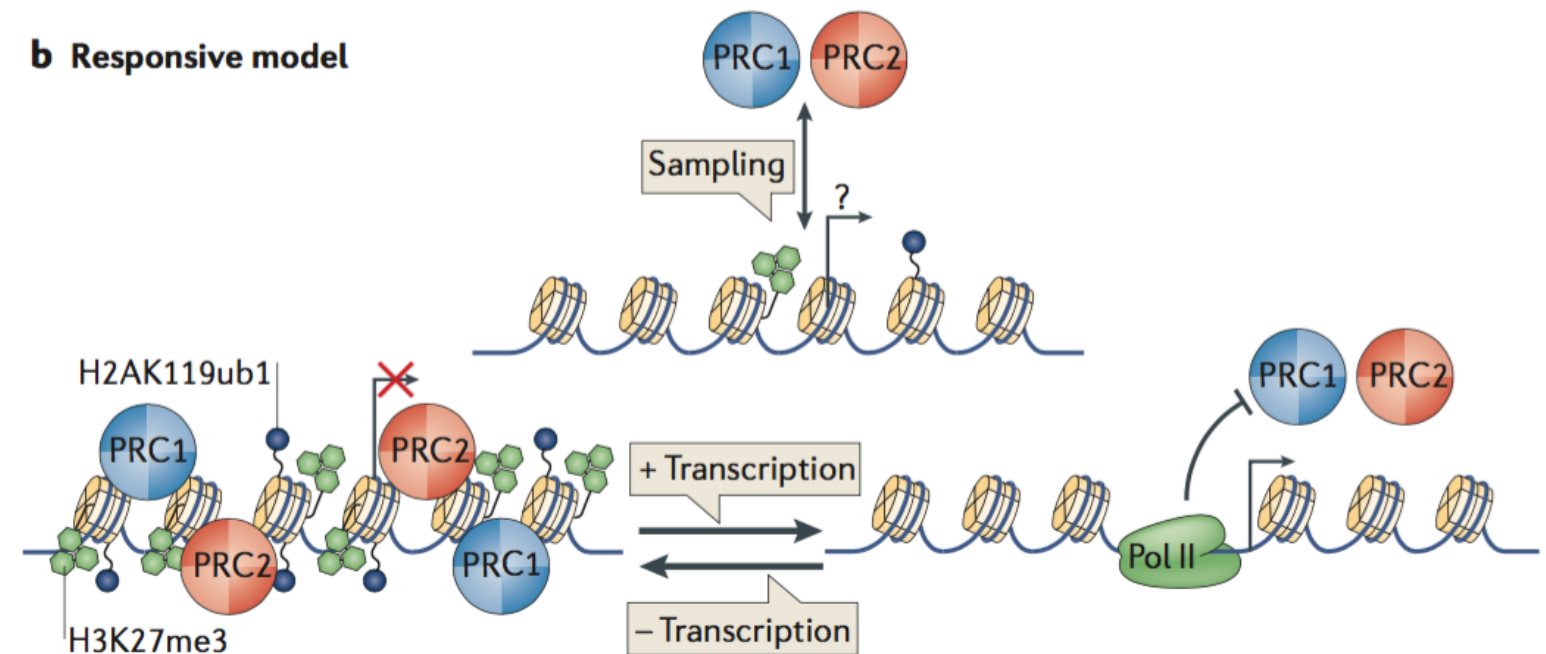 b Responsive model
PRC1 PRC2
Sampling
?
H2AK119ub1
PRC1
PRC2
PRC2
PRC1
H3K27me3
+ Transcription
− Transcription
PRC1 PRC2
Pol II